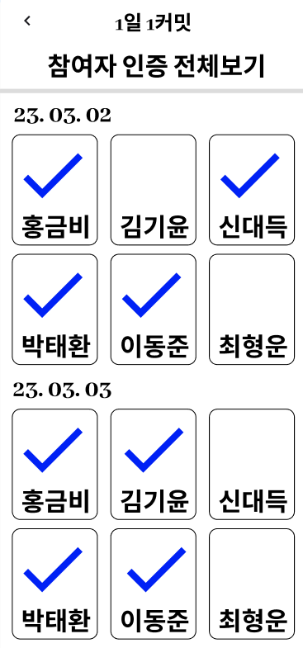 1일 1커밋
참여자 인증 전체보기
23. 03. 02
홍금비 김기윤 신대득
박태환 이동준 최형운
23. 03. 03
홍금비 김기윤 신대득
박태환 이동준 최형운